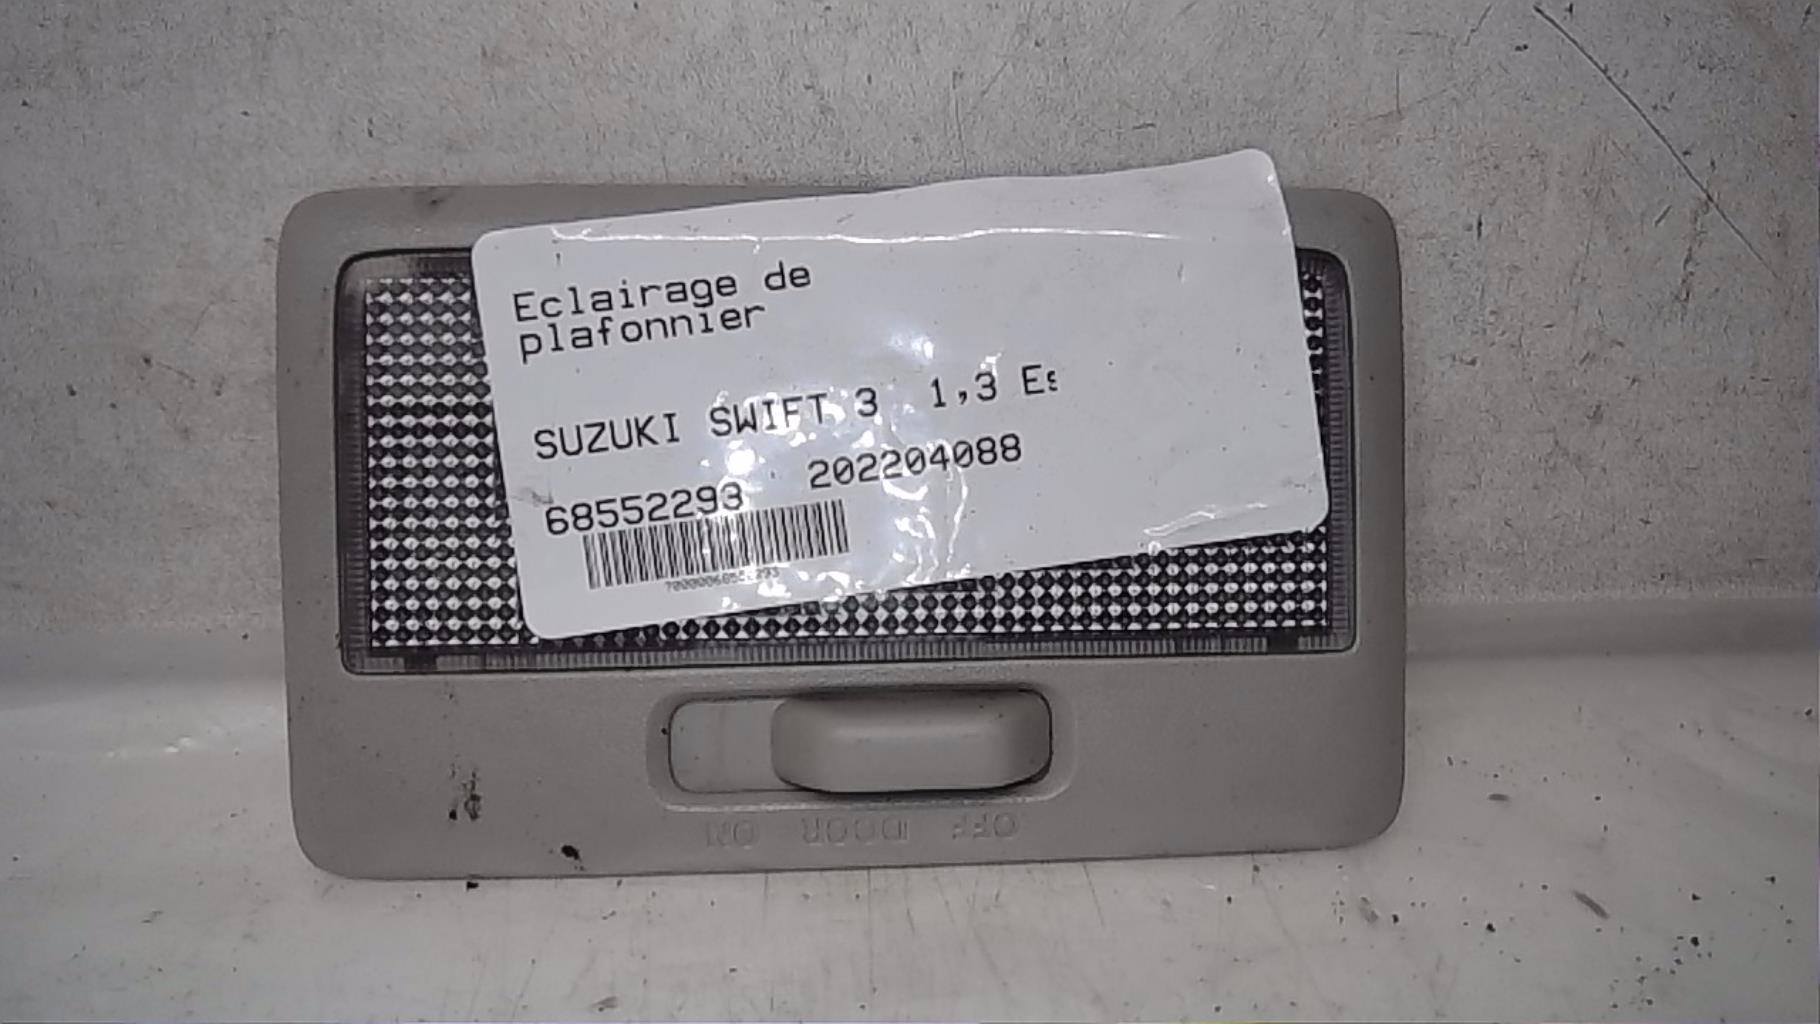 Eclairage de
plafonnier
SUZUKI SWIFT 3 1,3 Es
68552293 202204088
OFF DOOR ON